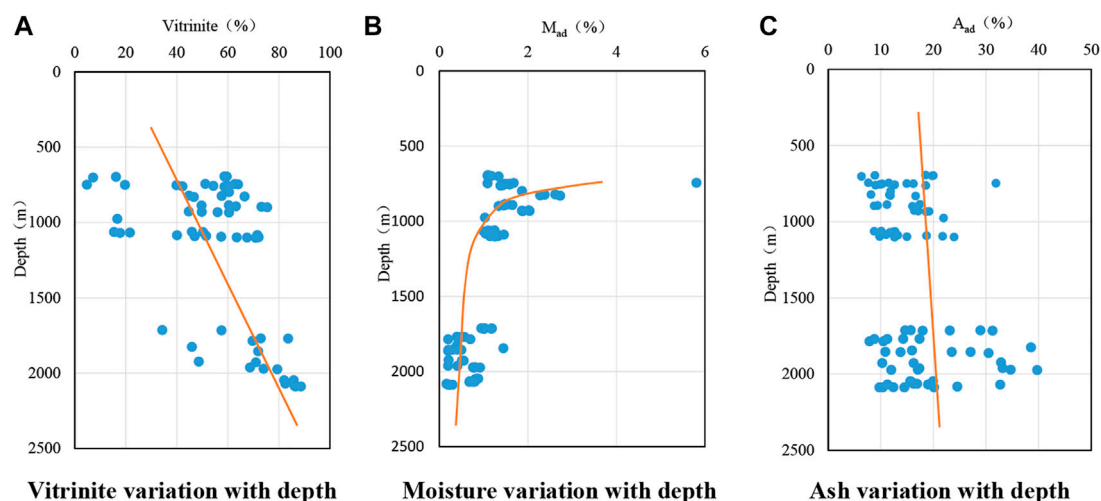 A
Vitrinite（%）
0 20 40 60 80 100
0
500
1000
1500
2000
2500
Depth（m）
Vitrinite variation with depth
B
Mad（%）
0 2 4 6
0
500
1000
1500
2000
2500
Depth（m）
Moisture variation with depth
C
Aad（%）
0 10 20 30 40 50
0
500
1000
1500
2000
2500
Depth（m）
Ash variation with depth